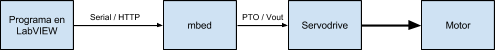 Programa en
LabVIEW
Serial / HTTP
mbed
PTO / Vout
Servodrive
Motor